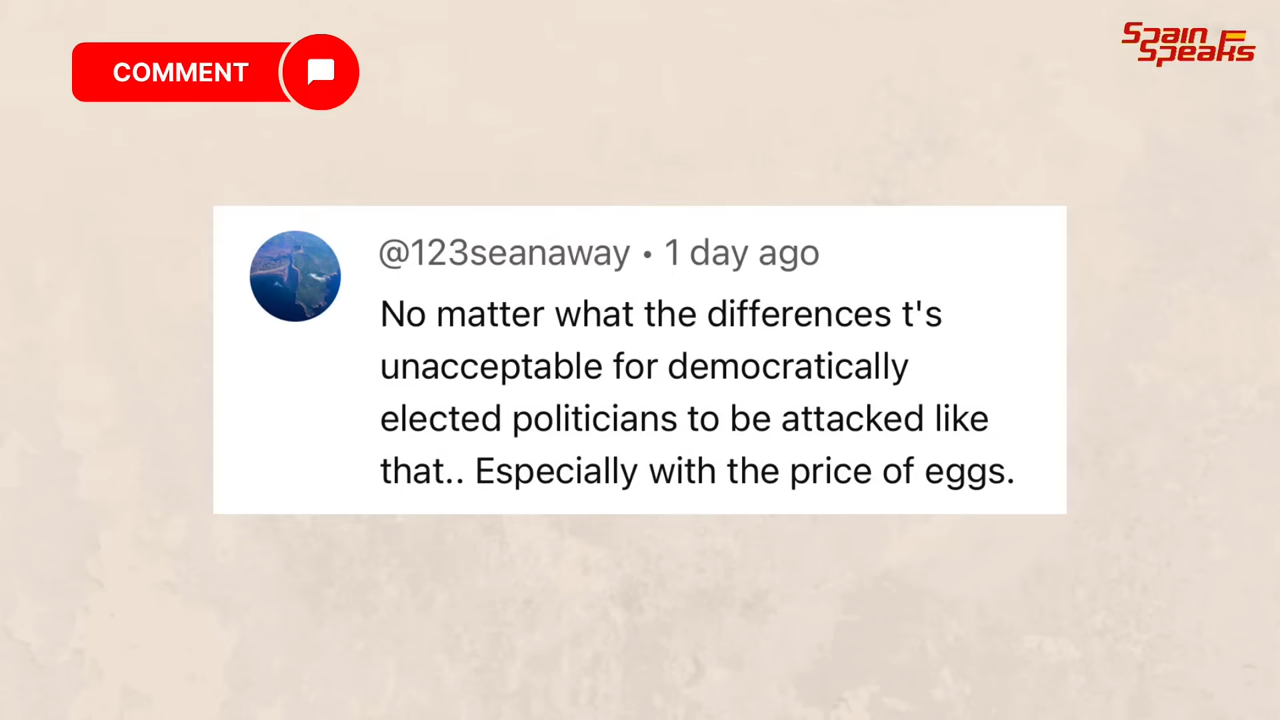 COMMENT
Spain
Speaks
@123seanaway • 1 day ago
No matter what the differences t's
unacceptable for democratically
elected politicians to be attacked like
that.. Especially with the price of eggs.